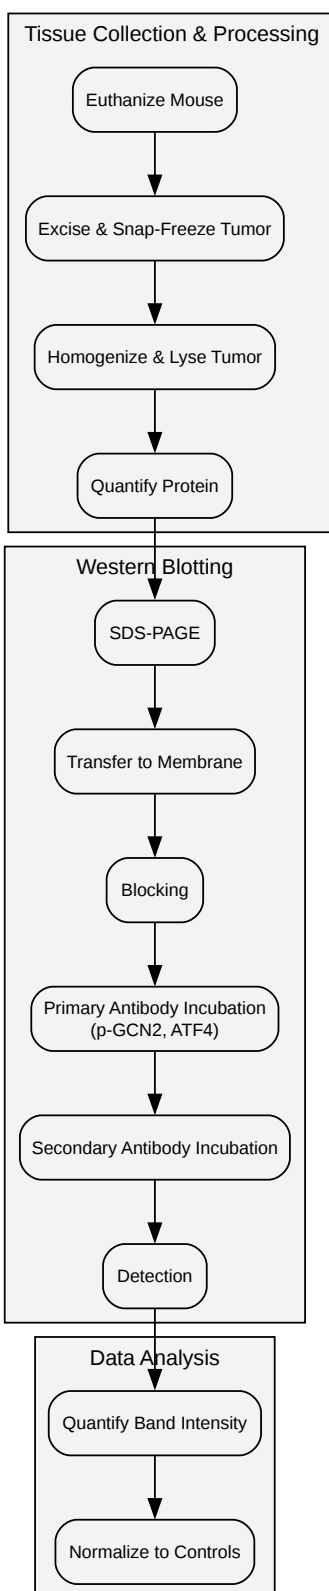 Tissue Collection & Processing
Euthanize Mouse
Excise & Snap-Freeze Tumor
Homogenize & Lyse Tumor
Quantify Protein
Western Blotting
SDS-PAGE
Transfer to Membrane
Blocking
Primary Antibody Incubation
(p-GCN2, ATF4)
Secondary Antibody Incubation
Detection
Data Analysis
Quantify Band Intensity
Normalize to Controls